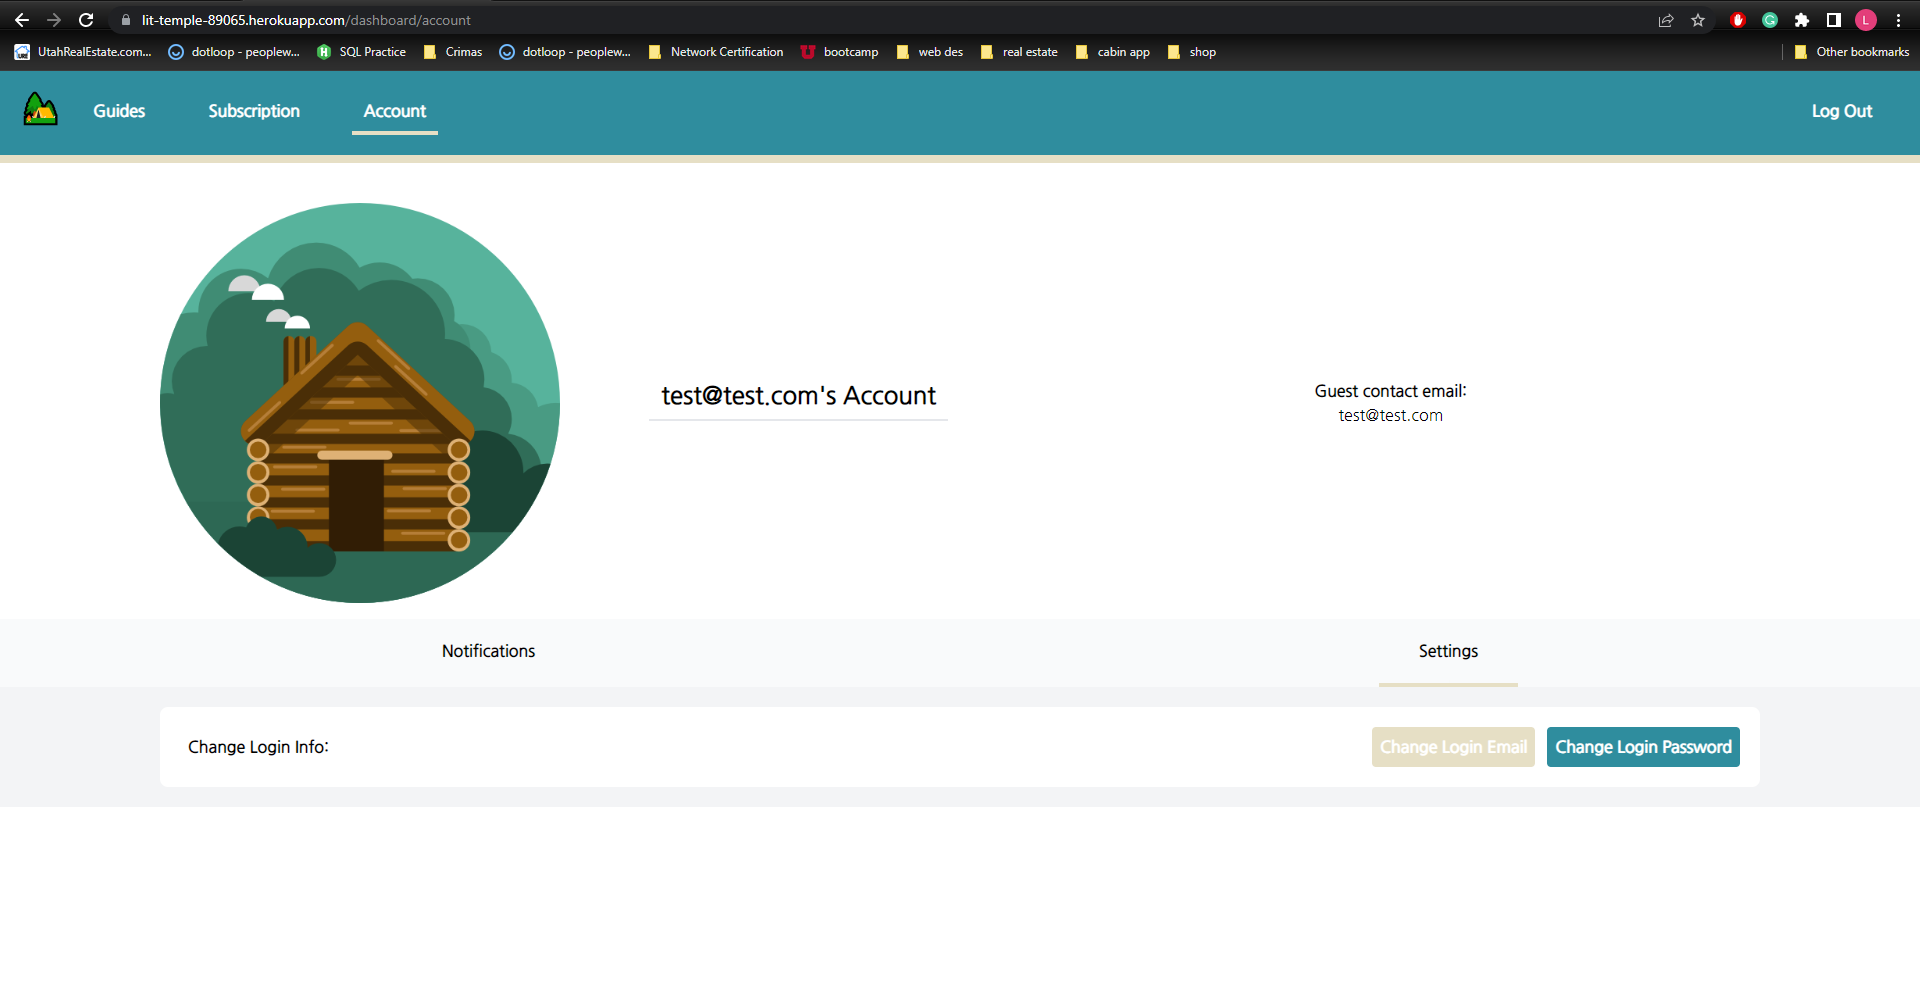 lit-temple-89065.herokuapp.com/dashboard/account
L
UtahRealEstate.com... dotloop - peoplew... SQL Practice Crimas dotloop - peoplew... Network Certification bootcamp web des real estate cabin app shop Other bookmarks
Guides Subscription Account Log Out
test@test.com's Account
Guest contact email:
test@test.com
Notifications Settings
Change Login Info: Change Login Email Change Login Password